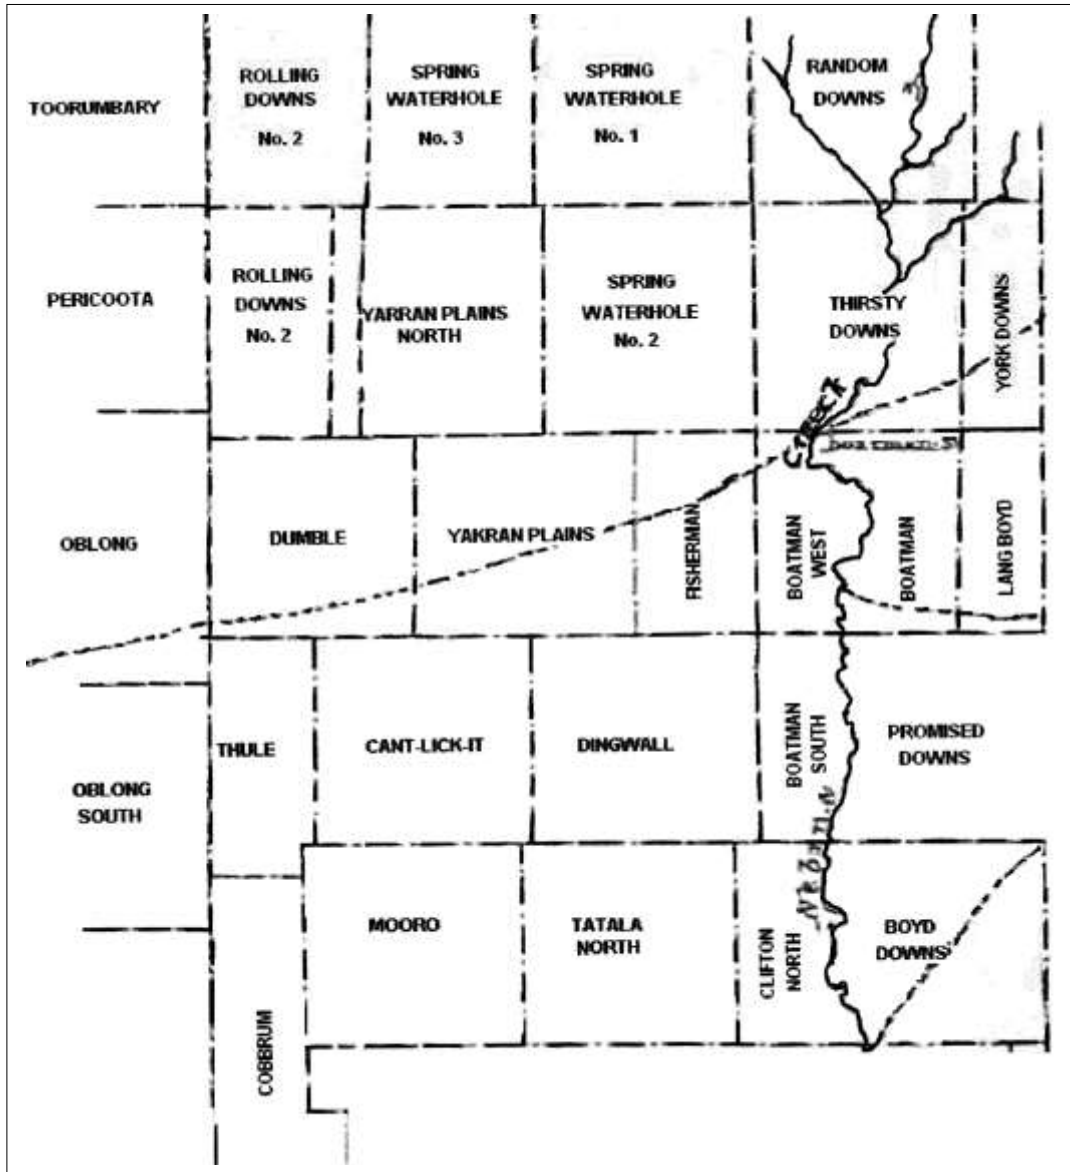 TOORUMBARY
ROLLING
DOWNS
No. 2
SPRING
WATERHOLE
No. 3
SPRING
WATERHOLE
No. 1
RANDOM
DOWNS
PERICOOTA
ROLLING
DOWNS
No. 2
YARRAN PLAINS
NORTH
SPRING
WATERHOLE
No. 2
THIRSTY
DOWNS
YORK DOWNS
CREEK
OBLONG
DUMBLE
YAKRAN PLAINS
FISHERMAN
BOATMAN
WEST
BOATMAN
LANG BOYD
THULE
CANT-LICK-IT
DINGWALL
BOATMAN
SOUTH
PROMISED
DOWNS
OBLONG
SOUTH
MOORO
TATALA
NORTH
CLIFTON
NORTH
BOYD
DOWNS
COBBRUM